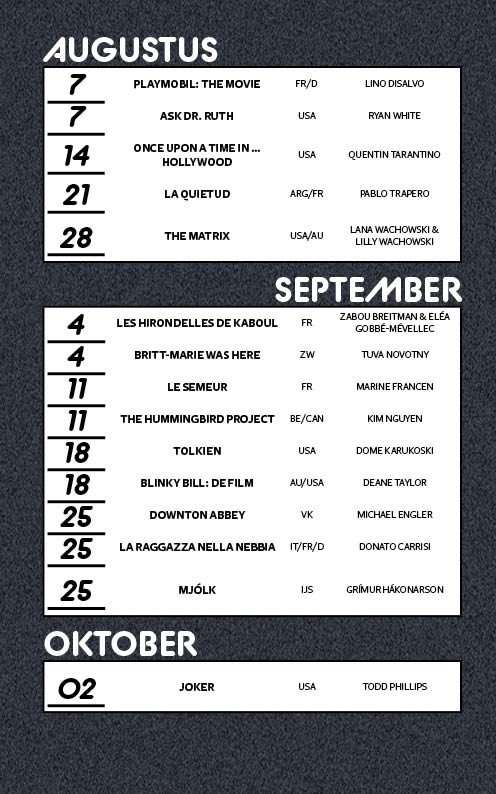 AUGUSTUS
7 PLAYMOBIL: THE MOVIE FR/D LINO DISALVO
7 ASK DR. RUTH USA RYAN WHITE
14 ONCE UPON A TIME IN ... HOLLYWOOD USA QUENTIN TARANTINO
21 LA QUIETUD ARG/FR PABLO TRAPERO
28 THE MATRIX USA/AU LANA WACHOWSKI & LILLY WACHOWSKI
SEPTEMBER
4 LES HIRONDELLES DE KABOUL FR ZABOU BREITMAN & ELÉA GOBBÉ-MÉVELLEC
4 BRITT-MARIE WAS HERE ZW TUVA NOVOTNY
11 LE SEMEUR FR MARINE FRANCEN
11 THE HUMMINGBIRD PROJECT BE/CAN KIM NGUYEN
18 TOLKIEN USA DOME KARUKOSKI
18 BLINKY BILL: DE FILM AU/USA DEANE TAYLOR
25 DOWNTON ABBEY VK MICHAEL ENGLER
25 LA RAGGAZZA NELLA NEBBIA IT/FR/D DONATO CARRISI
25 MJÓLK IJS GRÍMUR HÁKONARSON
OKTOBER
02 JOKER USA TODD PHILLIPS